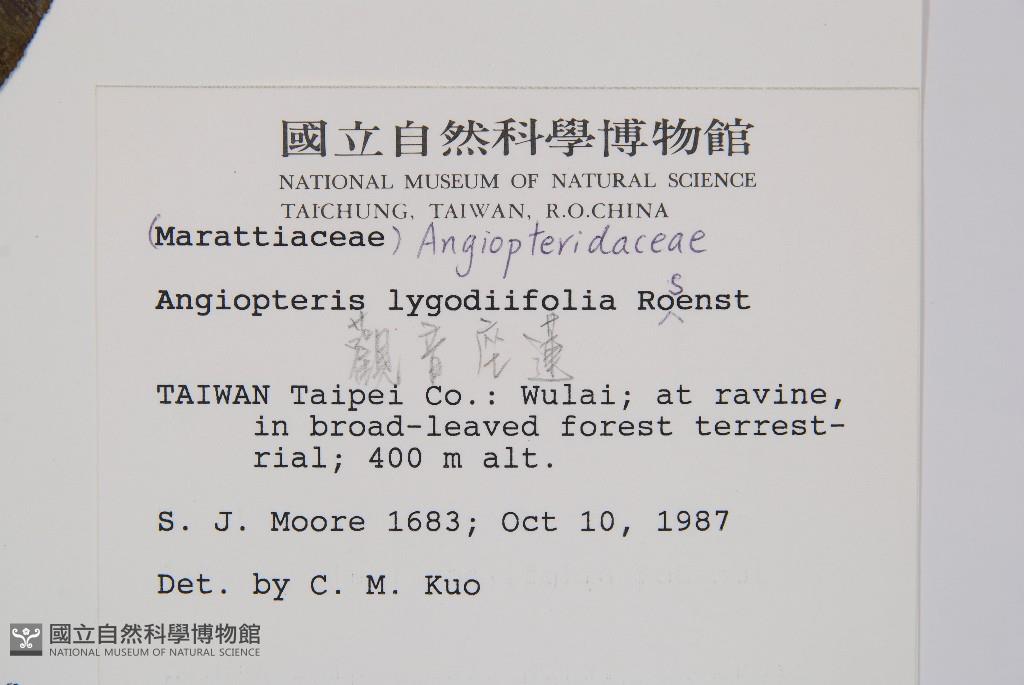 國立自然科學博物館
NATIONAL MUSEUM OF NATURAL SCIENCE
TAICHUNG, TAIWAN, R.O.CHINA
(Marattiaceae) Angiopteridaceae
Angiopteris lygodiifolia Rosenst
觀音座蓮
TAIWAN Taipei Co.: Wulai; at ravine,
in broad-leaved forest terrest-
rial; 400 m alt.
S. J. Moore 1683; Oct 10, 1987
Det. by C. M. Kuo
國立自然科學博物館
NATIONAL MUSEUM OF NATURAL SCIENCE